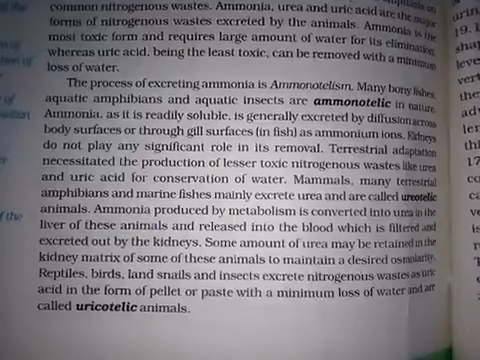 common nitrogenous wastes. Ammonia, urea and uric acid are the major
forms of nitrogenous wastes excreted by the animals. Ammonia is the
most toxic form and requires large amount of water for its elimination
whereas uric acid, being the least toxic, can be removed with a minimum
loss of water.
The process of excreting ammonia is Ammonotelism. Many bony fishes,
aquatic amphibians and aquatic insects are ammonotelic in nature.
Ammonia, as it is readily soluble, is generally excreted by diffusion across
body surfaces or through gill surfaces (in fish) as ammonium ions. Kidneys
do not play any significant role in its removal. Terrestrial adaptation
necessitated the production of lesser toxic nitrogenous wastes like urea
and uric acid for conservation of water. Mammals, many terrestrial
amphibians and marine fishes mainly excrete urea and are called ureotelic
animals. Ammonia produced by metabolism is converted into urea in the
liver of these animals and released into the blood which is filtered and
excreted out by the kidneys. Some amount of urea may be retained in the
kidney matrix of some of these animals to maintain a desired osmolarity.
Reptiles, birds, land snails and insects excrete nitrogenous wastes as uric
acid in the form of pellet or paste with a minimum loss of water and are
called uricotelic animals.
of the
19.
17